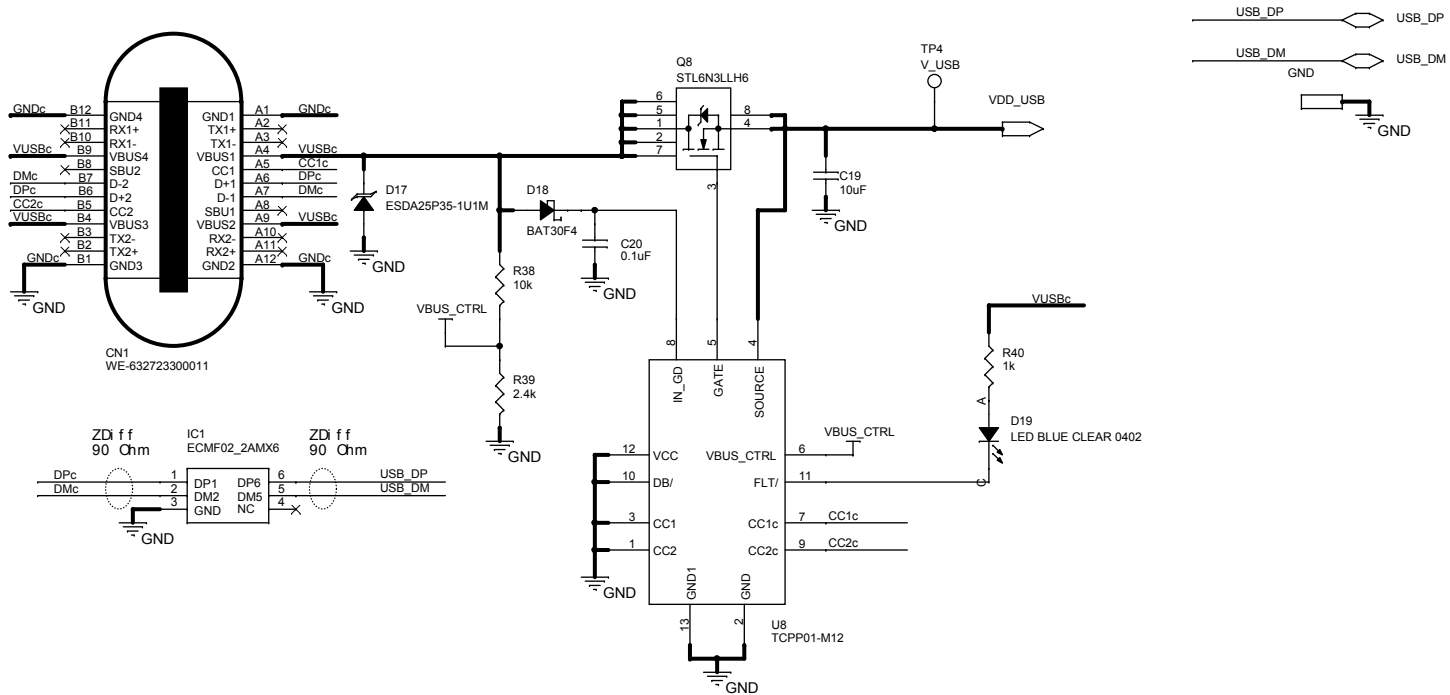 USB_DP
USB_DP
USB_DM
USB_DM
GND
GND
TP4
V_USB
VDD_USB
Q8
STL6N3LLH6
6
5
1
2
7
8
4
3
C19
10uF
GND
GNDc B12 GND4 GND1 A1 GNDc
B11 RX1+ TX1+ A2
B10 RX1- TX1- A3
VUSBc B9 VBUS4 VBUS1 A4 VUSBc
B8 SBU2 CC1 A5 CC1c
DMc B7 D-2 D+1 A6 DPc
DPc B6 D+2 D-1 A7 DMc
CC2c B5 CC2 SBU1 A8
VUSBc B4 VBUS3 VBUS2 A9 VUSBc
B3 TX2- RX2- A10
B2 TX2+ RX2+ A11
GNDc B1 GND3 GND2 A12 GNDc
GND
GND
CN1
WE-632723300011
D17
ESDA25P35-1U1M
GND
D18
BAT30F4
C20
0.1uF
GND
R38
10k
VBUS_CTRL
R39
2.4k
GND
VUSBc
R40
1k
A
D19
LED BLUE CLEAR 0402
C
ZDiff
90 Ohm
IC1
ECMF02_2AMX6
ZDiff
90 Ohm
DPc 1 DP1 DP6 6 USB_DP
DMc 2 DM2 DM5 5 USB_DM
3 GND NC 4
GND
8 5 4
IN_GD GATE SOURCE
12 VCC VBUS_CTRL 6 VBUS_CTRL
10 DB/ FLT/ 11
3 CC1 CC1c 7 CC1c
1 CC2 CC2c 9 CC2c
GND
GND1 GND
13 2
U8
TCPP01-M12
GND